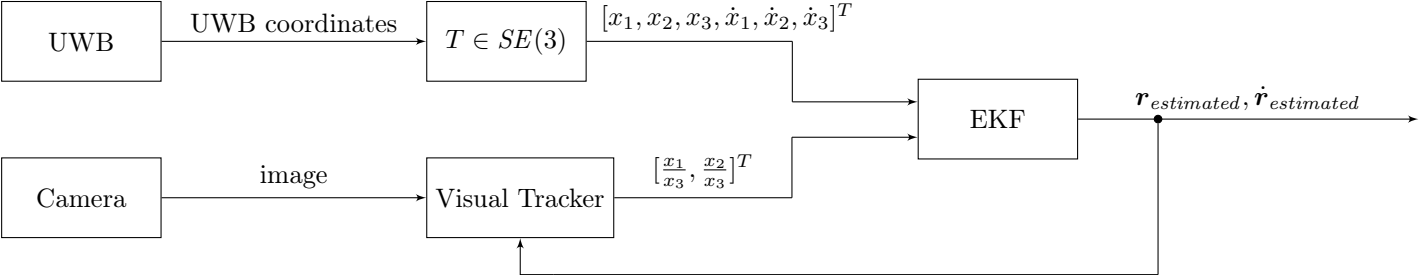 UWB
UWB coordinates
T ∈ SE(3)
[x₁, x₂, x₃, ẋ₁, ẋ₂, ẋ₃]ᵀ
EKF
r_estimated, ṙ_estimated
Camera
image
Visual Tracker
[x₁/x₃, x₂/x₃]ᵀ